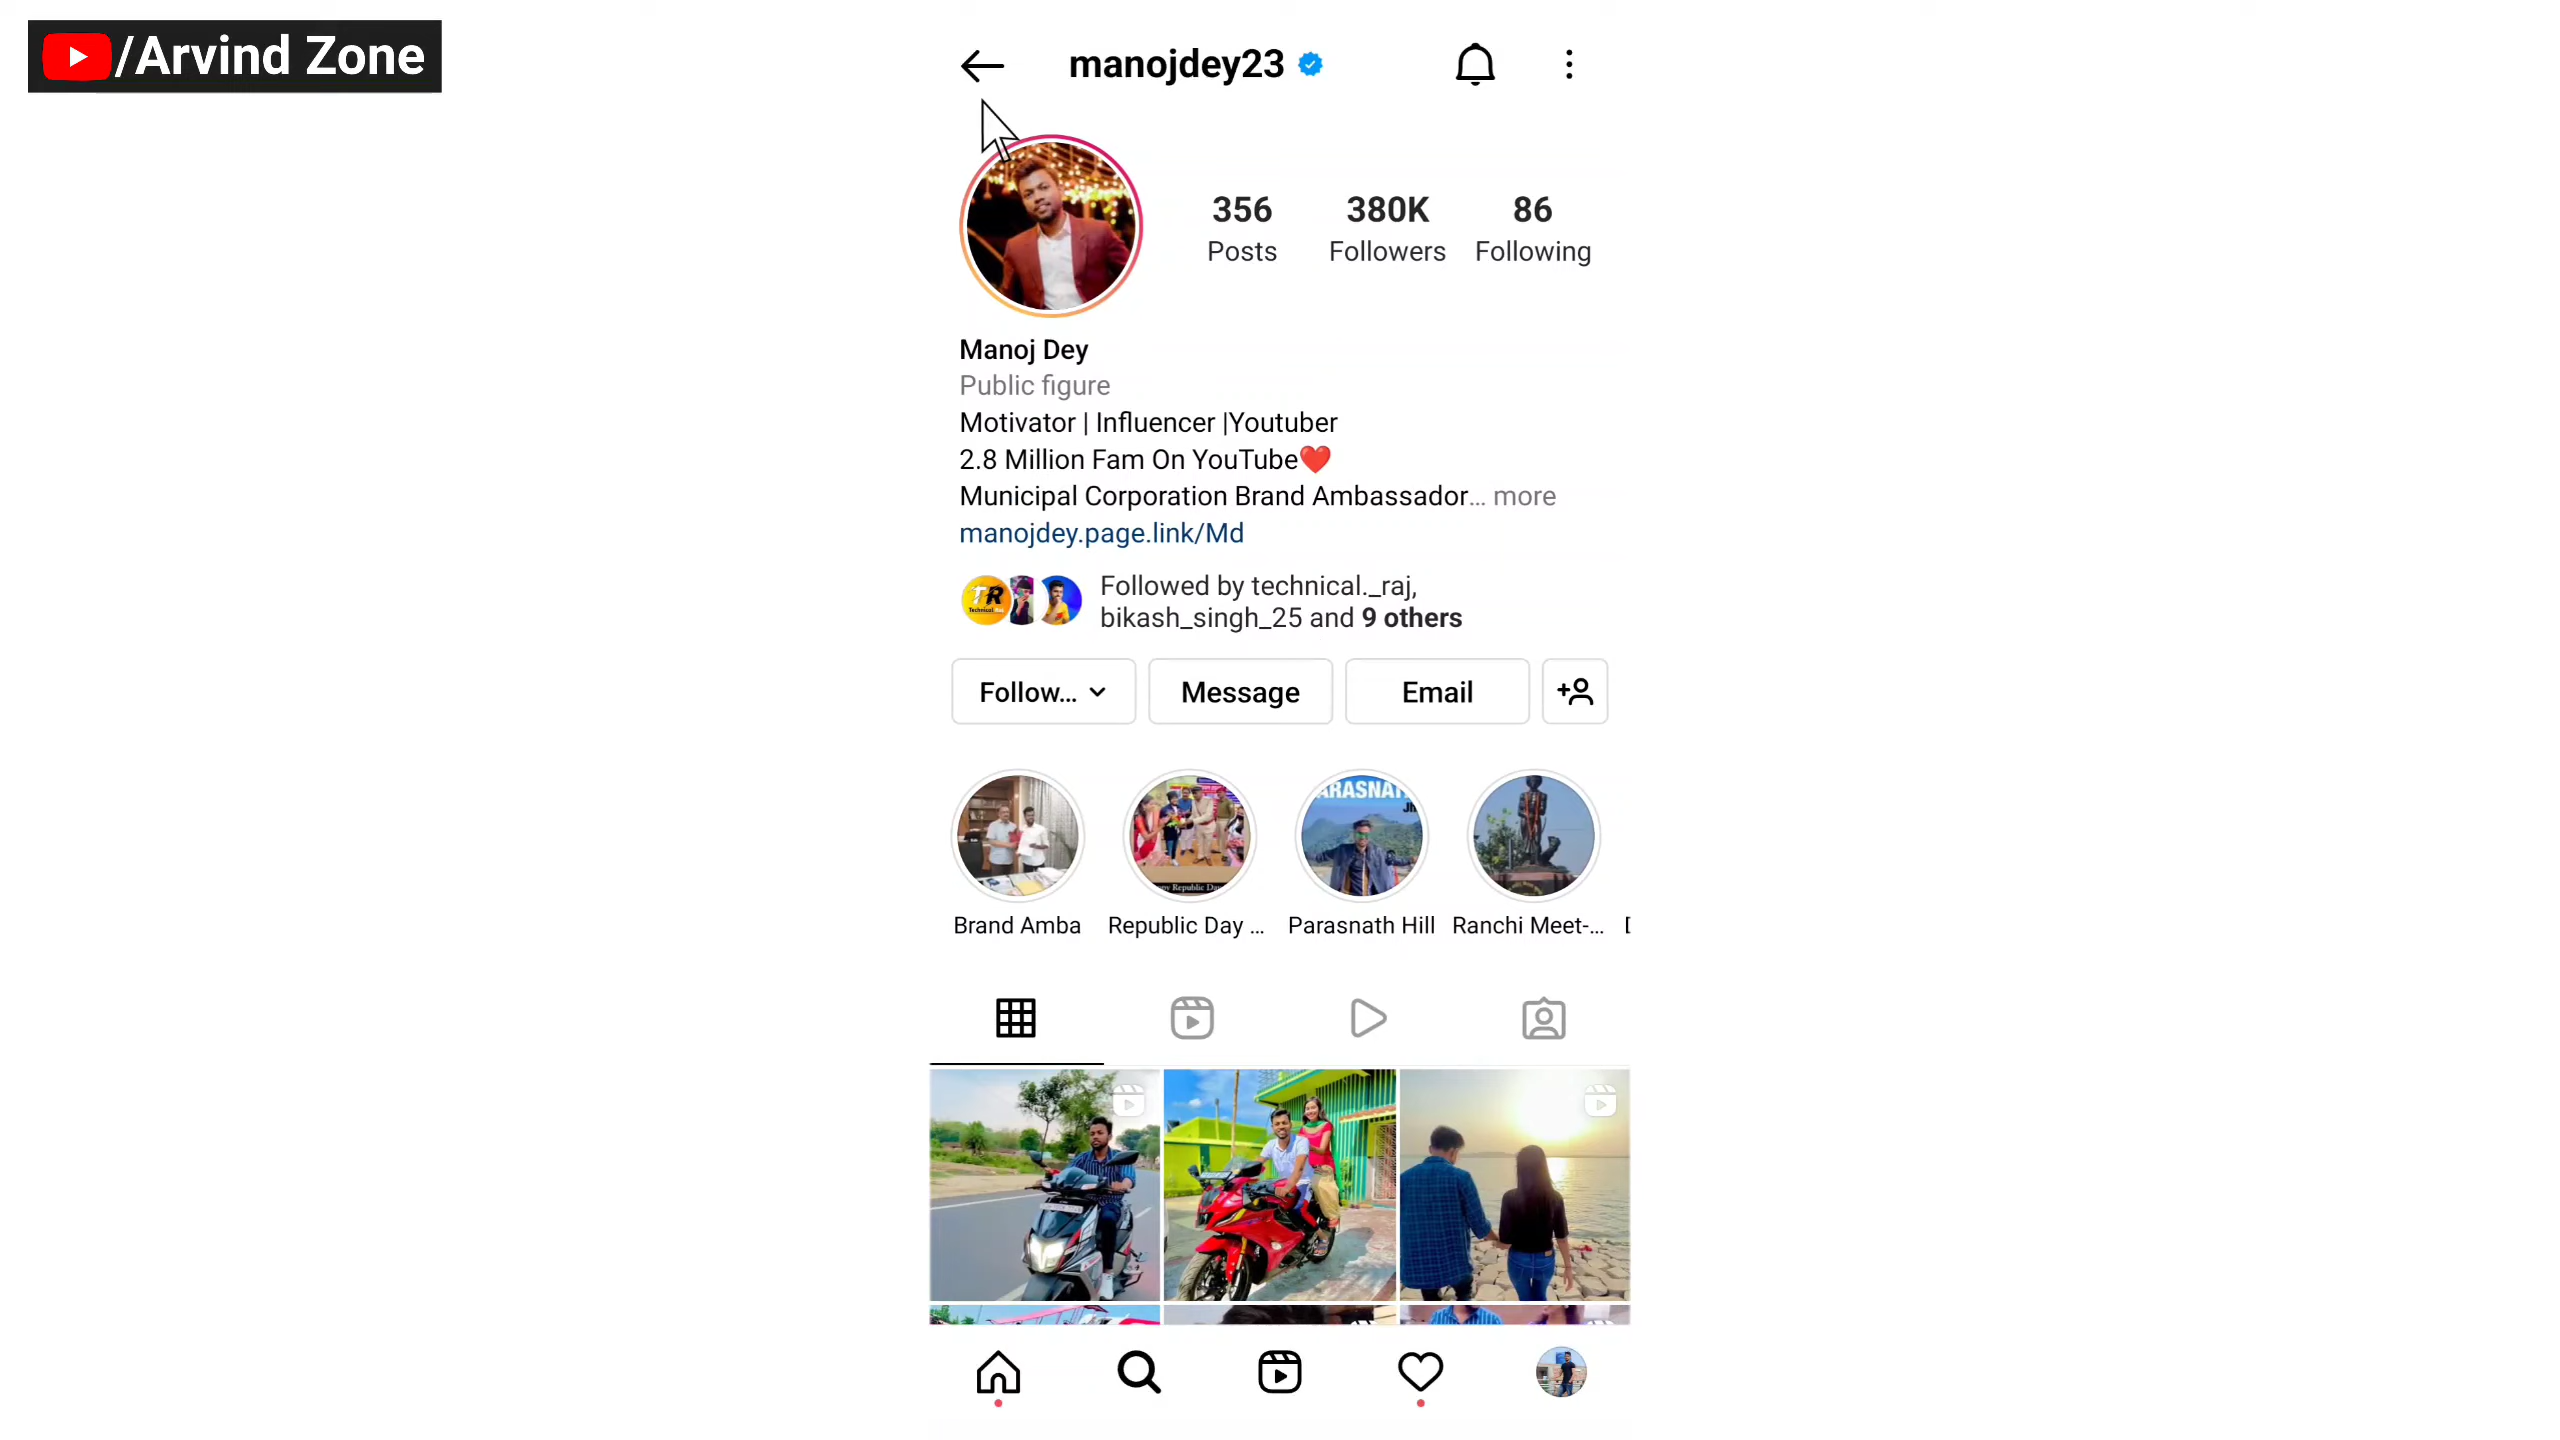 /Arvind Zone
manojdey23
356 380K 86
Posts Followers Following
Manoj Dey
Public figure
Motivator | Influencer |Youtuber
2.8 Million Fam On YouTube❤️
Municipal Corporation Brand Ambassador... more
manojdey.page.link/Md
TR
Followed by technical._raj,
bikash_singh_25 and 9 others
Follow... Message Email
ARASNAT
Brand Amba Republic Day ... Parasnath Hill Ranchi Meet-...